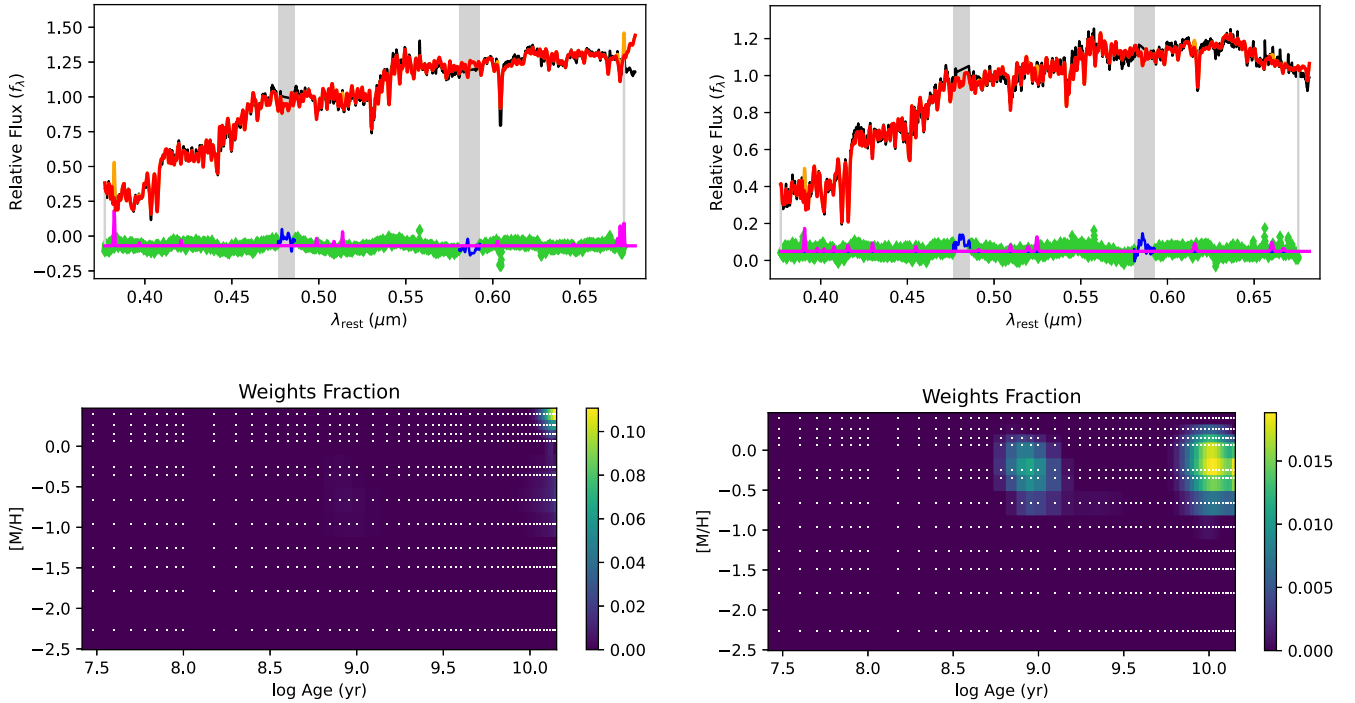 1.50
1.25
1.00
0.75
0.50
0.25
0.00
−0.25
Relative Flux (fλ)
0.40 0.45 0.50 0.55 0.60 0.65
λrest (μm)
1.2
1.0
0.8
0.6
0.4
0.2
0.0
Relative Flux (fλ)
0.40 0.45 0.50 0.55 0.60 0.65
λrest (μm)
Weights Fraction
0.0
−0.5
−1.0
−1.5
−2.0
−2.5
[M/H]
7.5 8.0 8.5 9.0 9.5 10.0
log Age (yr)
0.10
0.08
0.06
0.04
0.02
0.00
Weights Fraction
0.0
−0.5
−1.0
−1.5
−2.0
−2.5
[M/H]
7.5 8.0 8.5 9.0 9.5 10.0
log Age (yr)
0.015
0.010
0.005
0.000